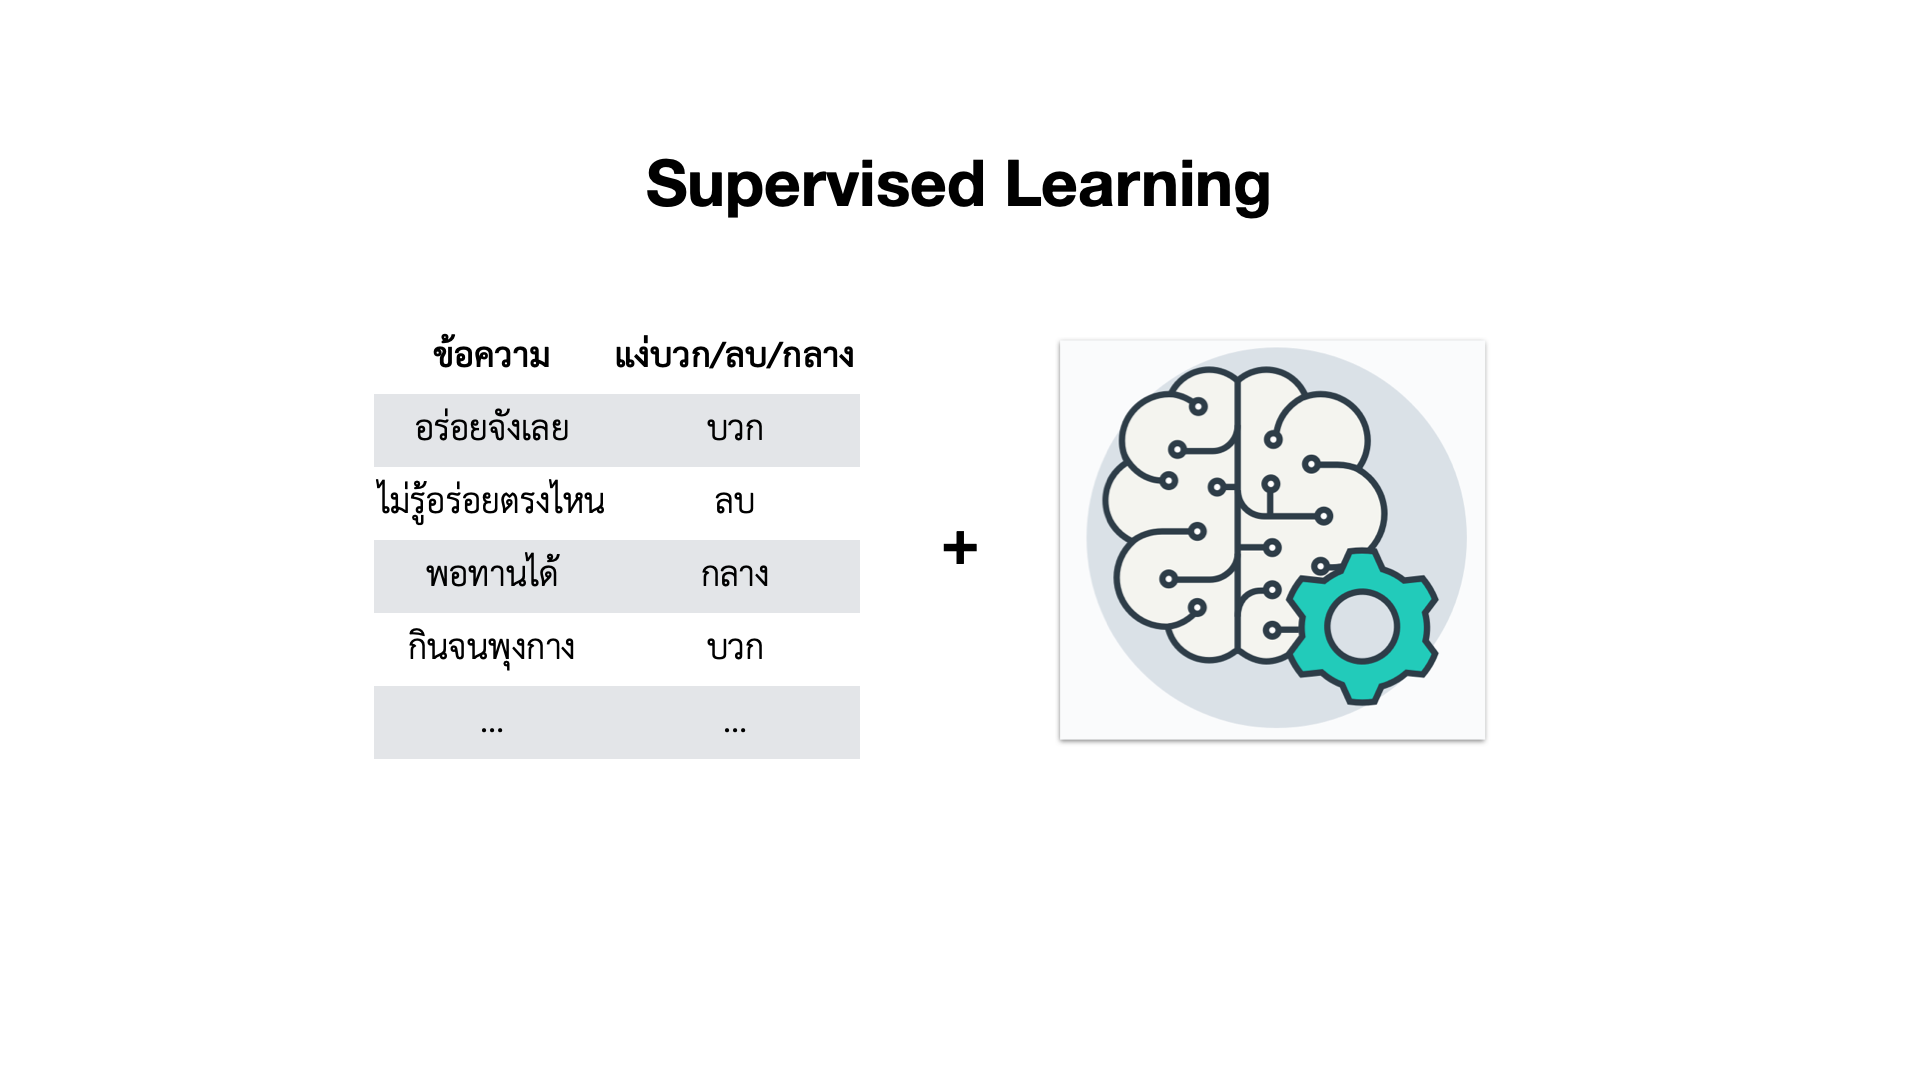 Supervised Learning
ข้อความ แง่บวก/ลบ/กลาง
อร่อยจังเลย บวก
ไม่รู้อร่อยตรงไหน ลบ
พอทานได้ กลาง
กินจนพุงกาง บวก
... ...
+